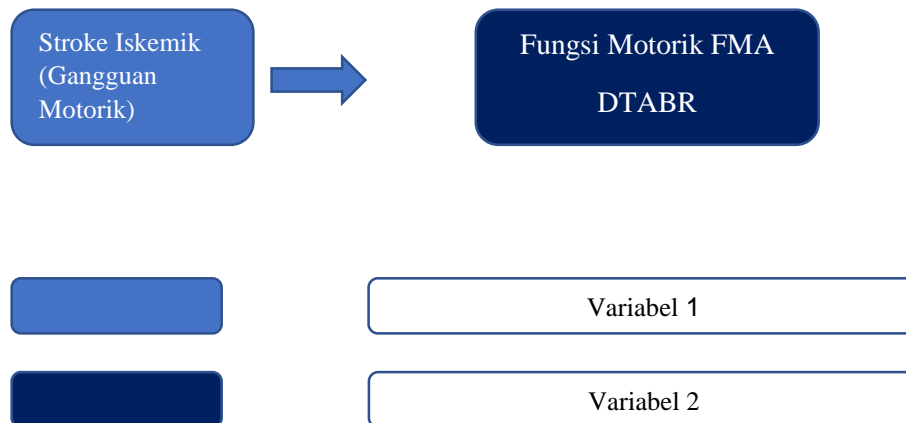 Stroke Iskemik
(Gangguan
Motorik)
Fungsi Motorik FMA
DTABR
Variabel 1
Variabel 2